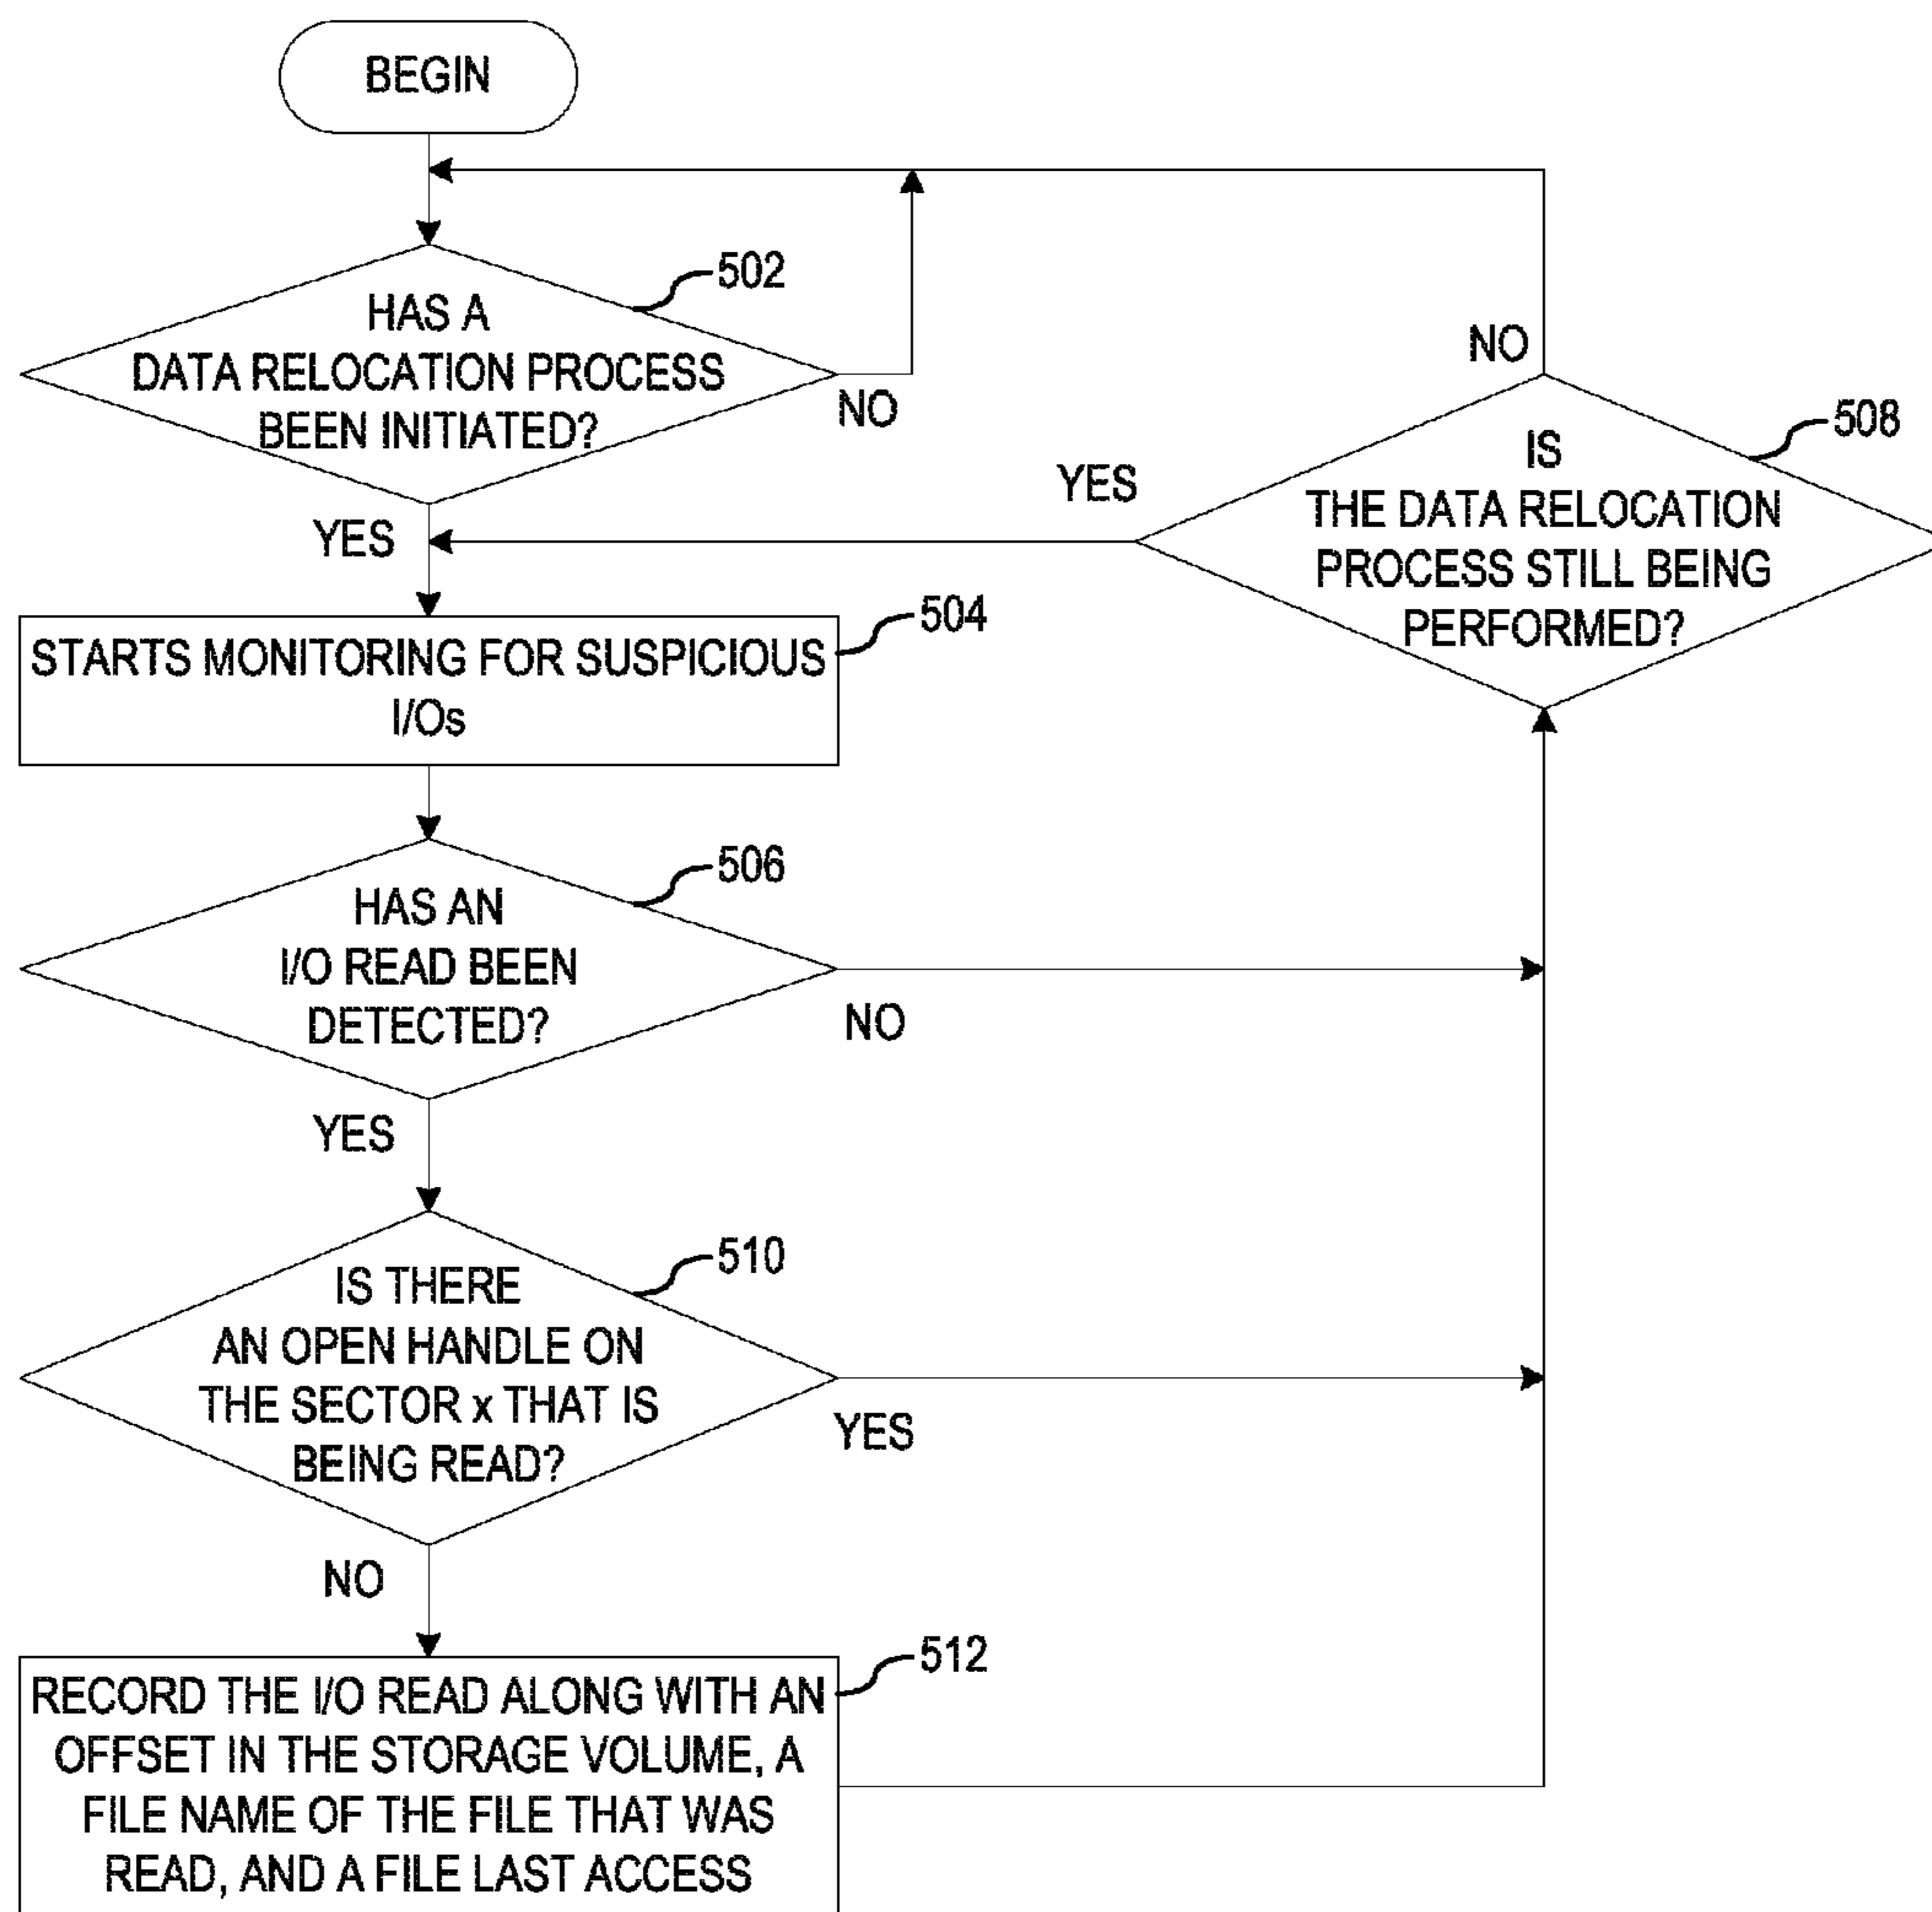 BEGIN
502
HAS A
DATA RELOCATION PROCESS
BEEN INITIATED?
NO
YES
504
STARTS MONITORING FOR SUSPICIOUS
I/Os
506
HAS AN
I/O READ BEEN
DETECTED?
NO
YES
508
IS
THE DATA RELOCATION
PROCESS STILL BEING
PERFORMED?
NO
YES
510
IS THERE
AN OPEN HANDLE ON
THE SECTOR x THAT IS
BEING READ?
YES
NO
512
RECORD THE I/O READ ALONG WITH AN
OFFSET IN THE STORAGE VOLUME, A
FILE NAME OF THE FILE THAT WAS
READ, AND A FILE LAST ACCESS